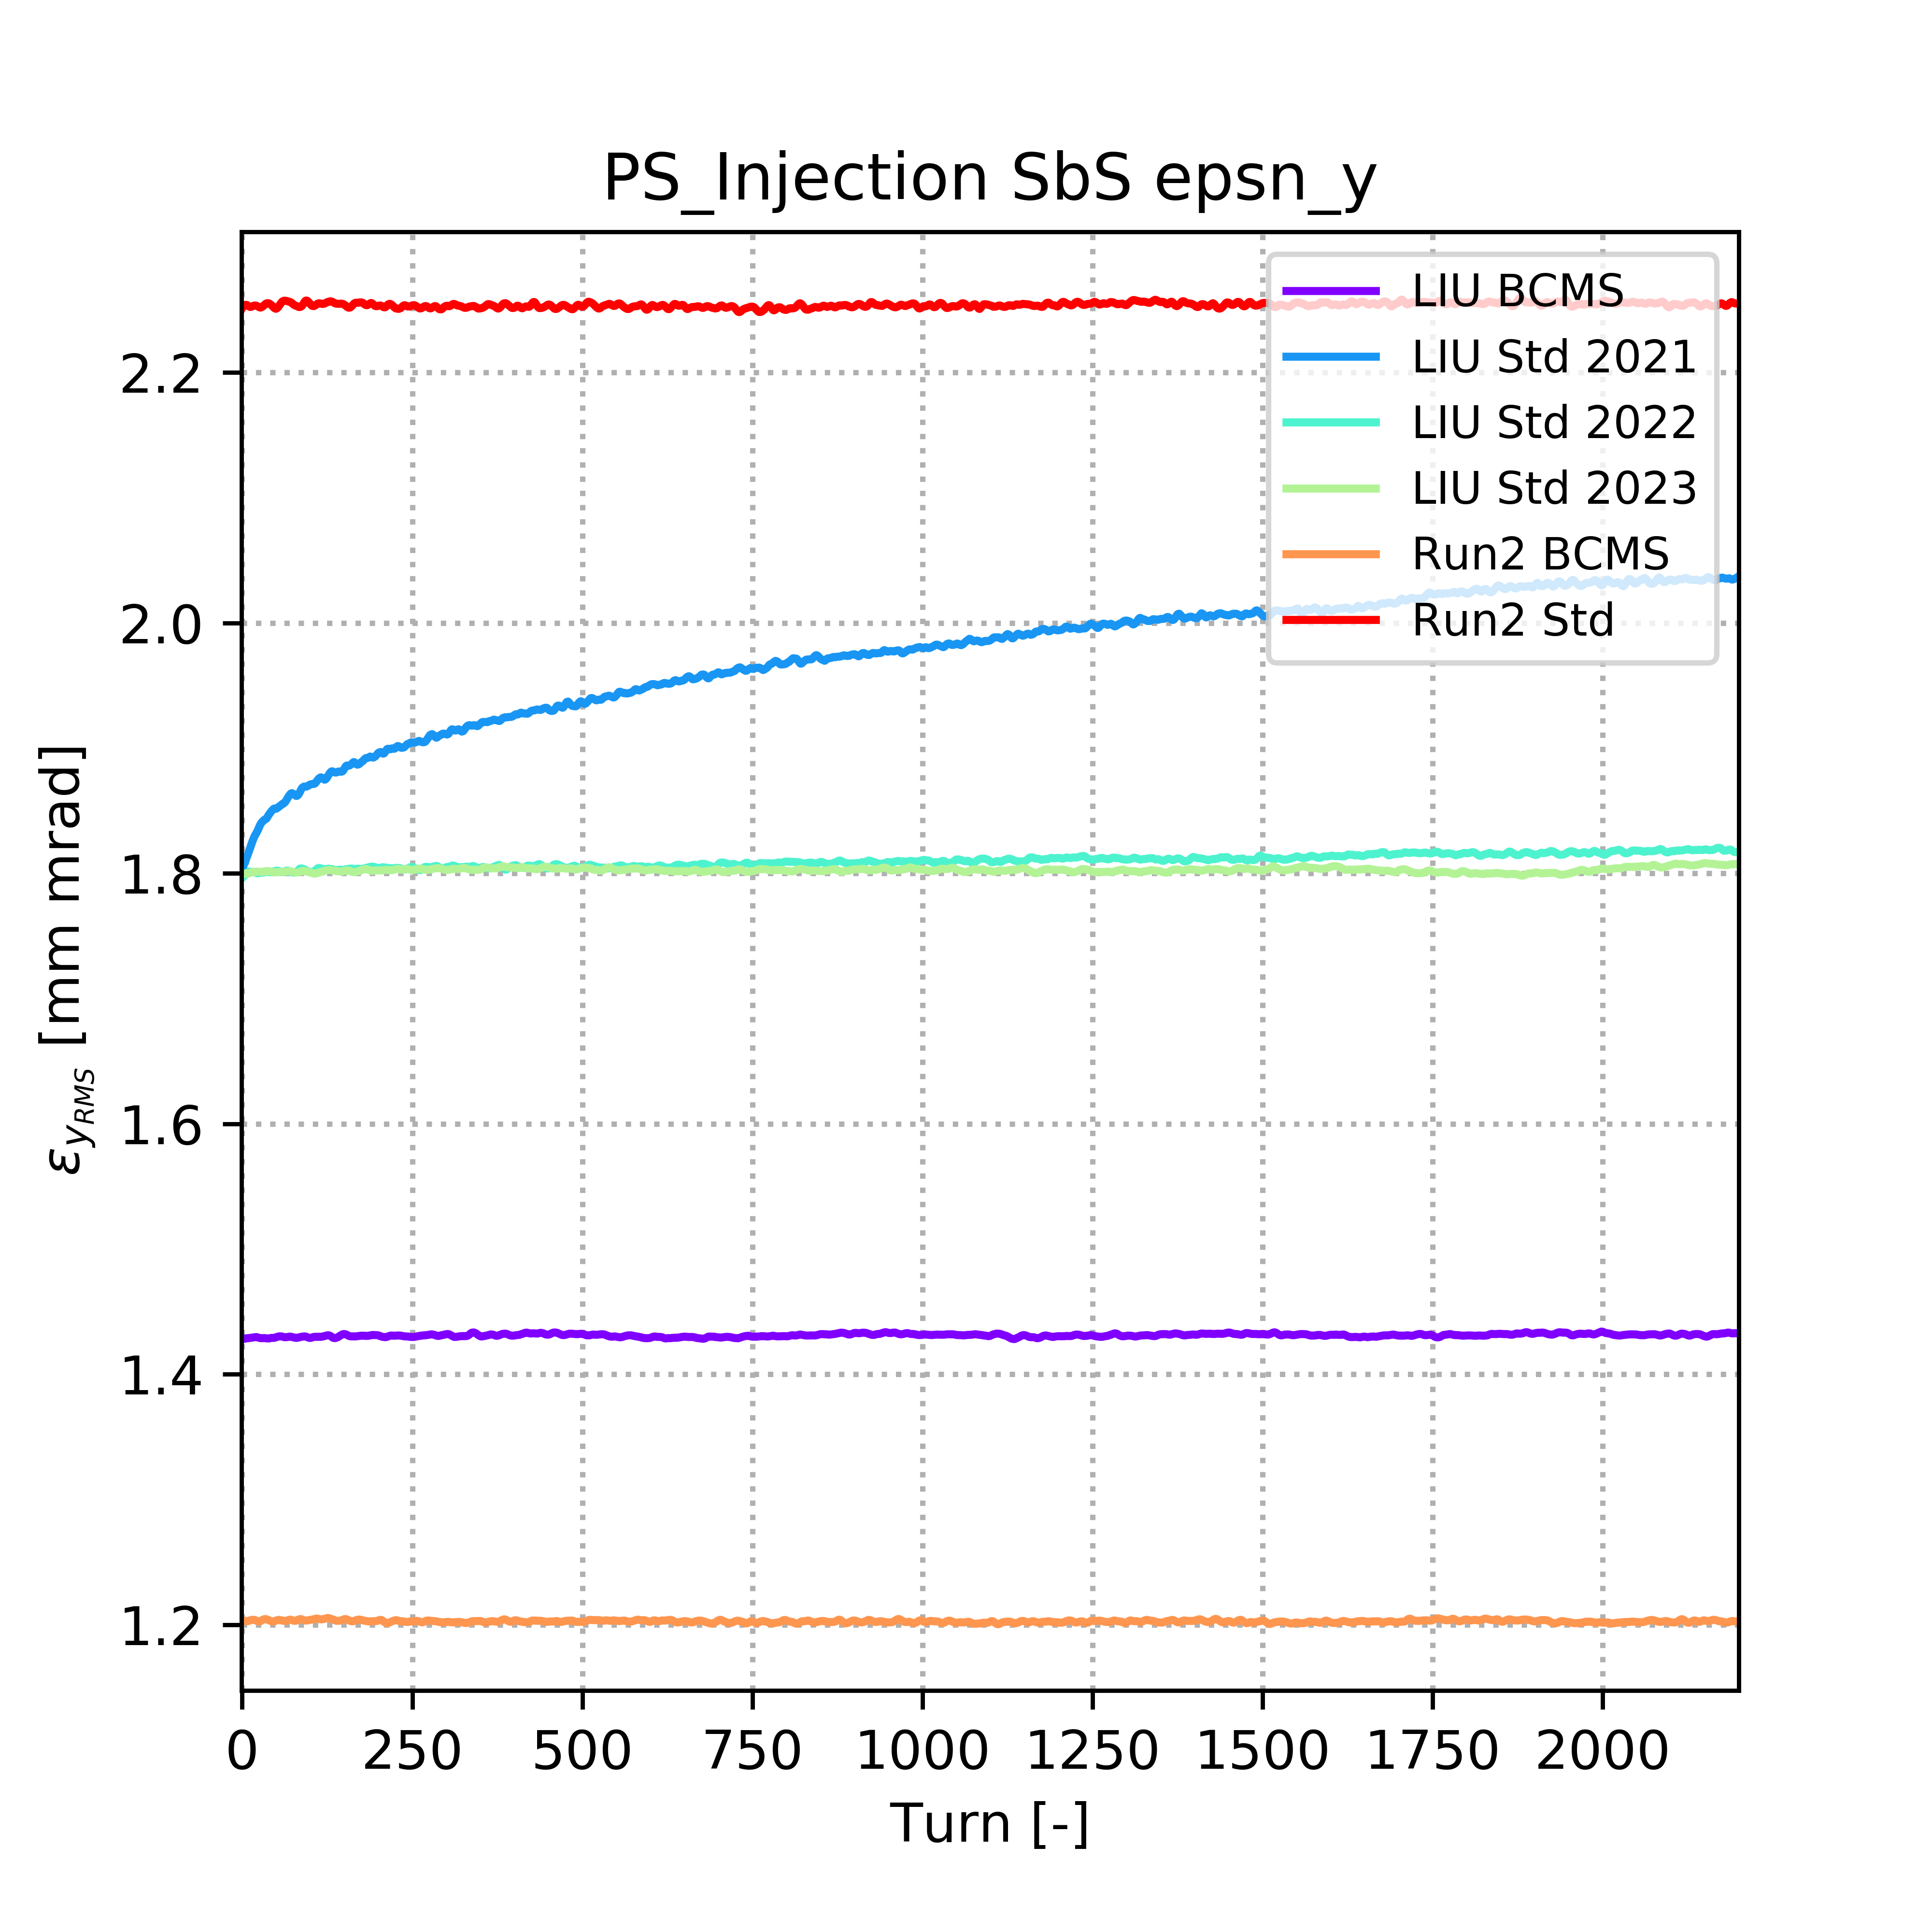 PS_Injection SbS epsn_y
LIU BCMS
LIU Std 2021
LIU Std 2022
LIU Std 2023
Run2 BCMS
Run2 Std
2.2
2.0
1.8
1.6
1.4
1.2
ε_{y_{RMS}} [mm mrad]
0 250 500 750 1000 1250 1500 1750 2000
Turn [-]